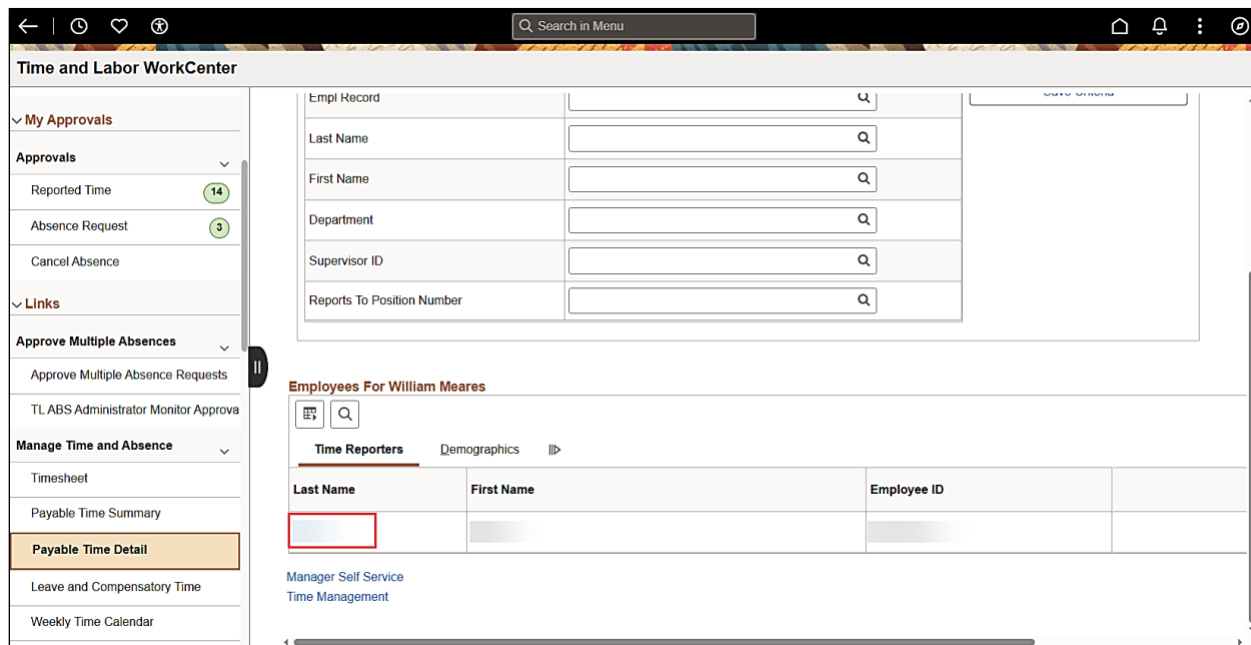 Search in Menu
Time and Labor WorkCenter
My Approvals
Approvals
Reported Time 14
Absence Request 3
Cancel Absence
Links
Approve Multiple Absences
Approve Multiple Absence Requests
TL ABS Administrator Monitor Approva
Manage Time and Absence
Timesheet
Payable Time Summary
Payable Time Detail
Leave and Compensatory Time
Weekly Time Calendar
Empl Record
Save Criteria
Last Name
First Name
Department
Supervisor ID
Reports To Position Number
Employees For William Meares
Time Reporters Demographics
Last Name First Name Employee ID
Manager Self Service
Time Management